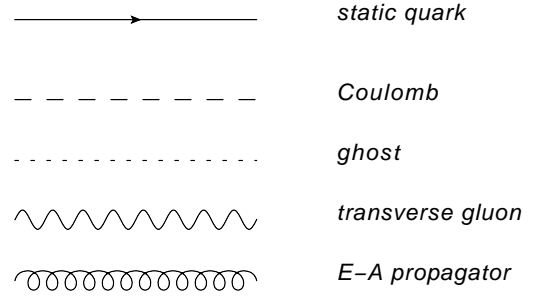 static quark
Coulomb
ghost
transverse gluon
E−A propagator